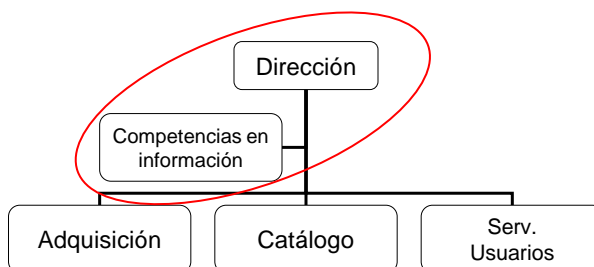 Dirección
Competencias en
información
Adquisición
Catálogo
Serv.
Usuarios